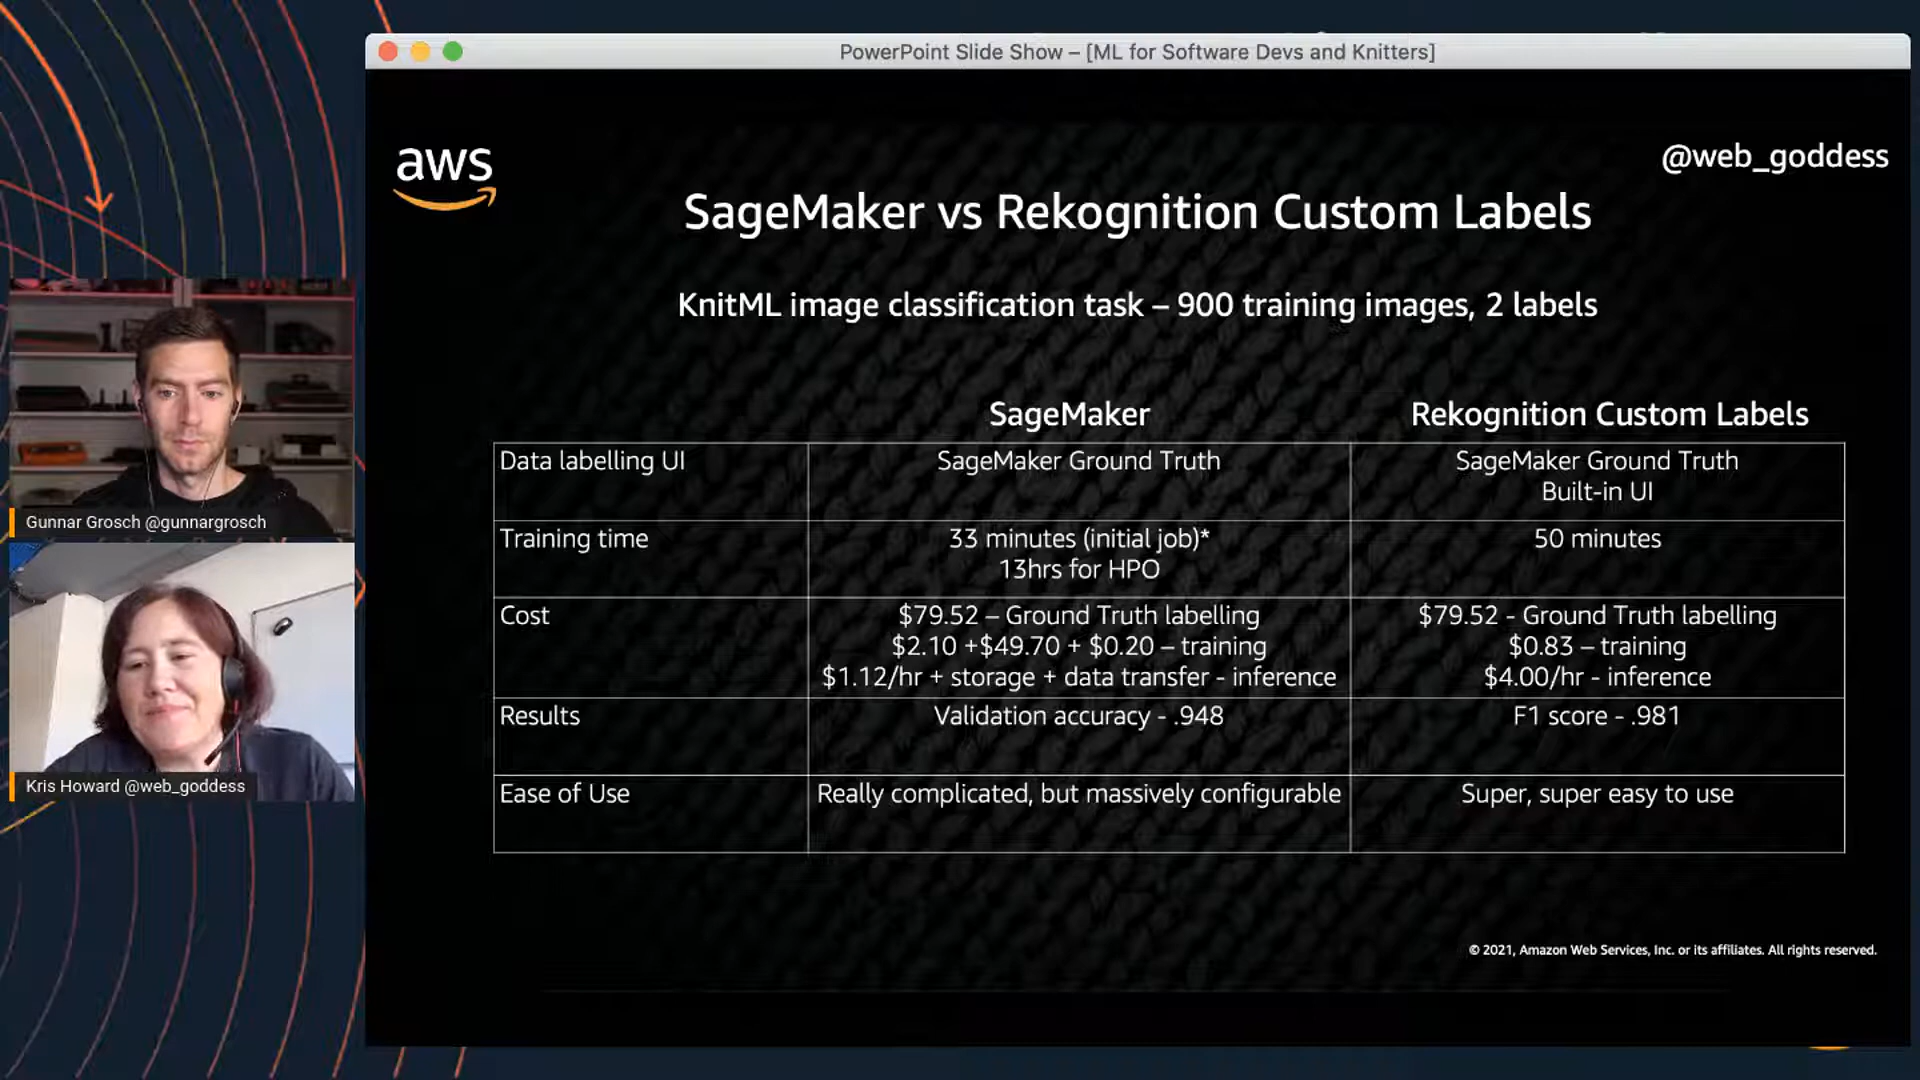 PowerPoint Slide Show – [ML for Software Devs and Knitters]
aws
@web_goddess
SageMaker vs Rekognition Custom Labels
KnitML image classification task – 900 training images, 2 labels
SageMaker
Rekognition Custom Labels
Data labelling UI
SageMaker Ground Truth
SageMaker Ground Truth
Built-in UI
Training time
33 minutes (initial job)*
13hrs for HPO
50 minutes
Cost
$79.52 – Ground Truth labelling
$2.10 +$49.70 + $0.20 – training
$1.12/hr + storage + data transfer - inference
$79.52 - Ground Truth labelling
$0.83 – training
$4.00/hr - inference
Results
Validation accuracy - .948
F1 score - .981
Ease of Use
Really complicated, but massively configurable
Super, super easy to use
© 2021, Amazon Web Services, Inc. or its affiliates. All rights reserved.
Gunnar Grosch @gunnargrosch
Kris Howard @web_goddess